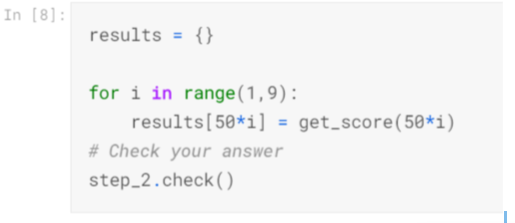 In [8]:
results = {}
for i in range(1,9):
    results[50*i] = get_score(50*i)
# Check your answer
step_2.check()